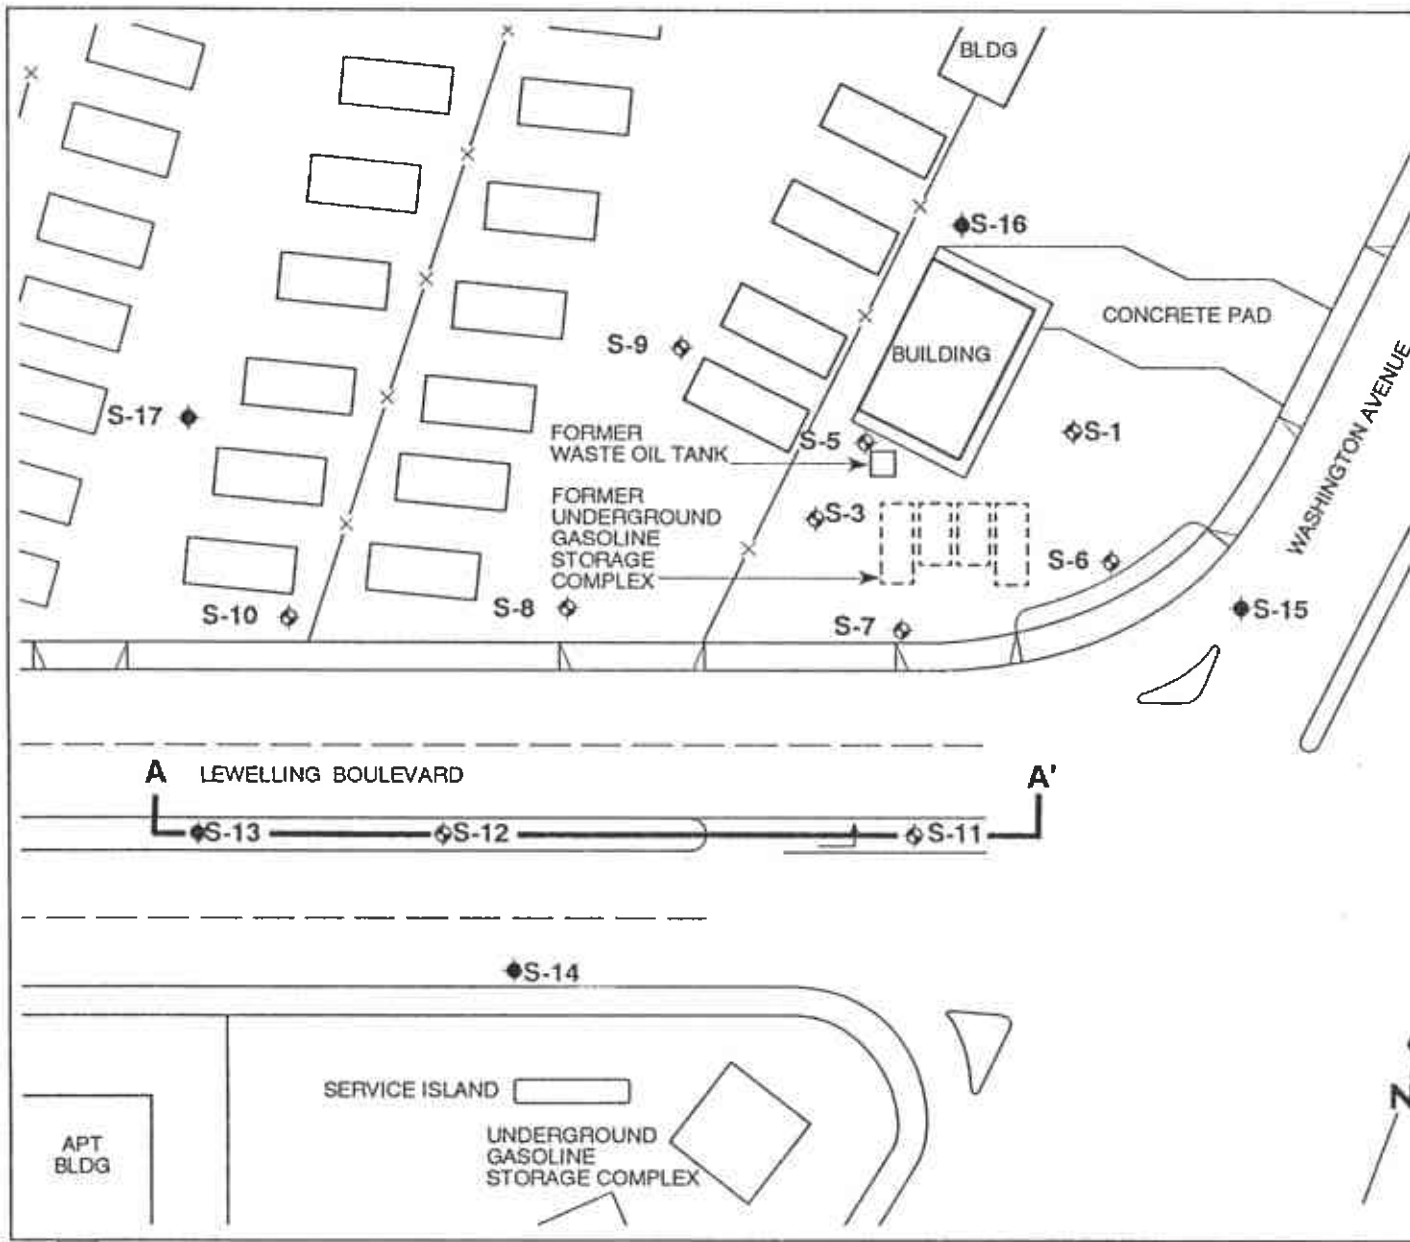 BLDG
S-16
CONCRETE PAD
S-9
BUILDING
WASHINGTON AVENUE
S-17
S-1
FORMER
WASTE OIL TANK
S-5
FORMER
UNDERGROUND
GASOLINE
STORAGE
COMPLEX
S-3
S-6
S-10
S-8
S-7
S-15
A
LEWELLING BOULEVARD
A'
S-13
S-12
S-11
S-14
SERVICE ISLAND
UNDERGROUND
GASOLINE
STORAGE COMPLEX
APT
BLDG
N